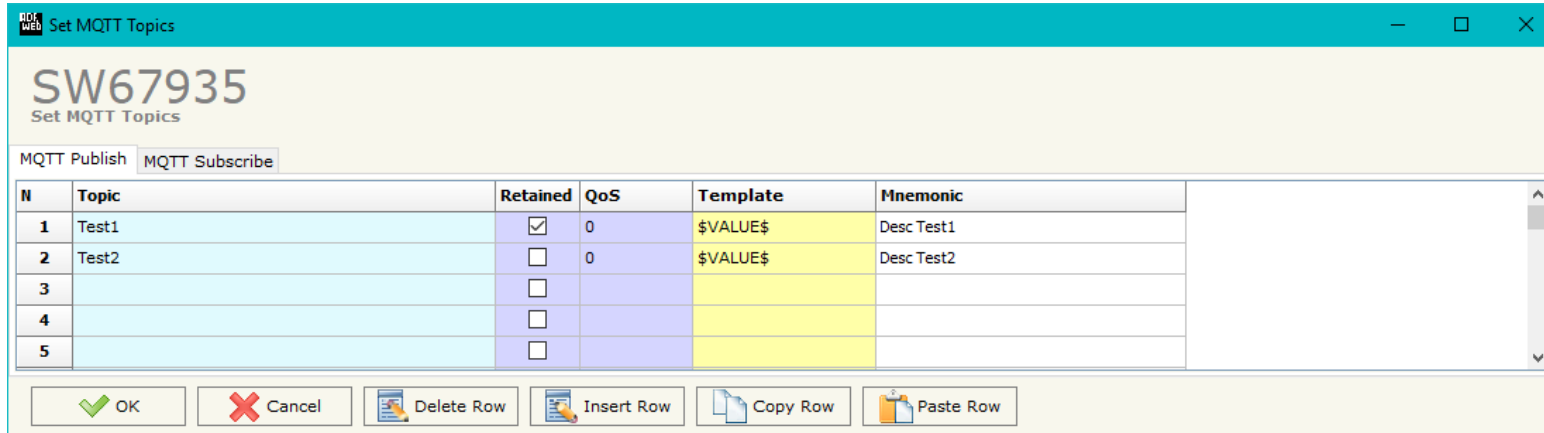 ADF
WEB
Set MQTT Topics
SW67935
Set MQTT Topics
MQTT Publish MQTT Subscribe
N Topic Retained QoS Template Mnemonic
1 Test1 0 $VALUE$ Desc Test1
2 Test2 0 $VALUE$ Desc Test2
3
4
5
OK Cancel Delete Row Insert Row Copy Row Paste Row